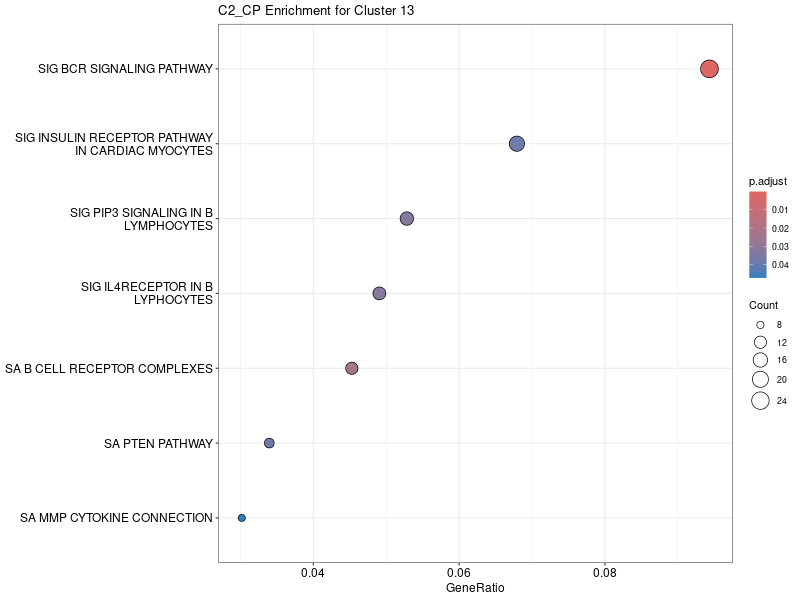 C2_CP Enrichment for Cluster 13
SIG BCR SIGNALING PATHWAY
SIG INSULIN RECEPTOR PATHWAY
IN CARDIAC MYOCYTES
SIG PIP3 SIGNALING IN B
LYMPHOCYTES
SIG IL4RECEPTOR IN B
LYPHOCYTES
SA B CELL RECEPTOR COMPLEXES
SA PTEN PATHWAY
SA MMP CYTOKINE CONNECTION
0.04
0.06
0.08
GeneRatio
p.adjust
0.01
0.02
0.03
0.04
Count
8
12
16
20
24